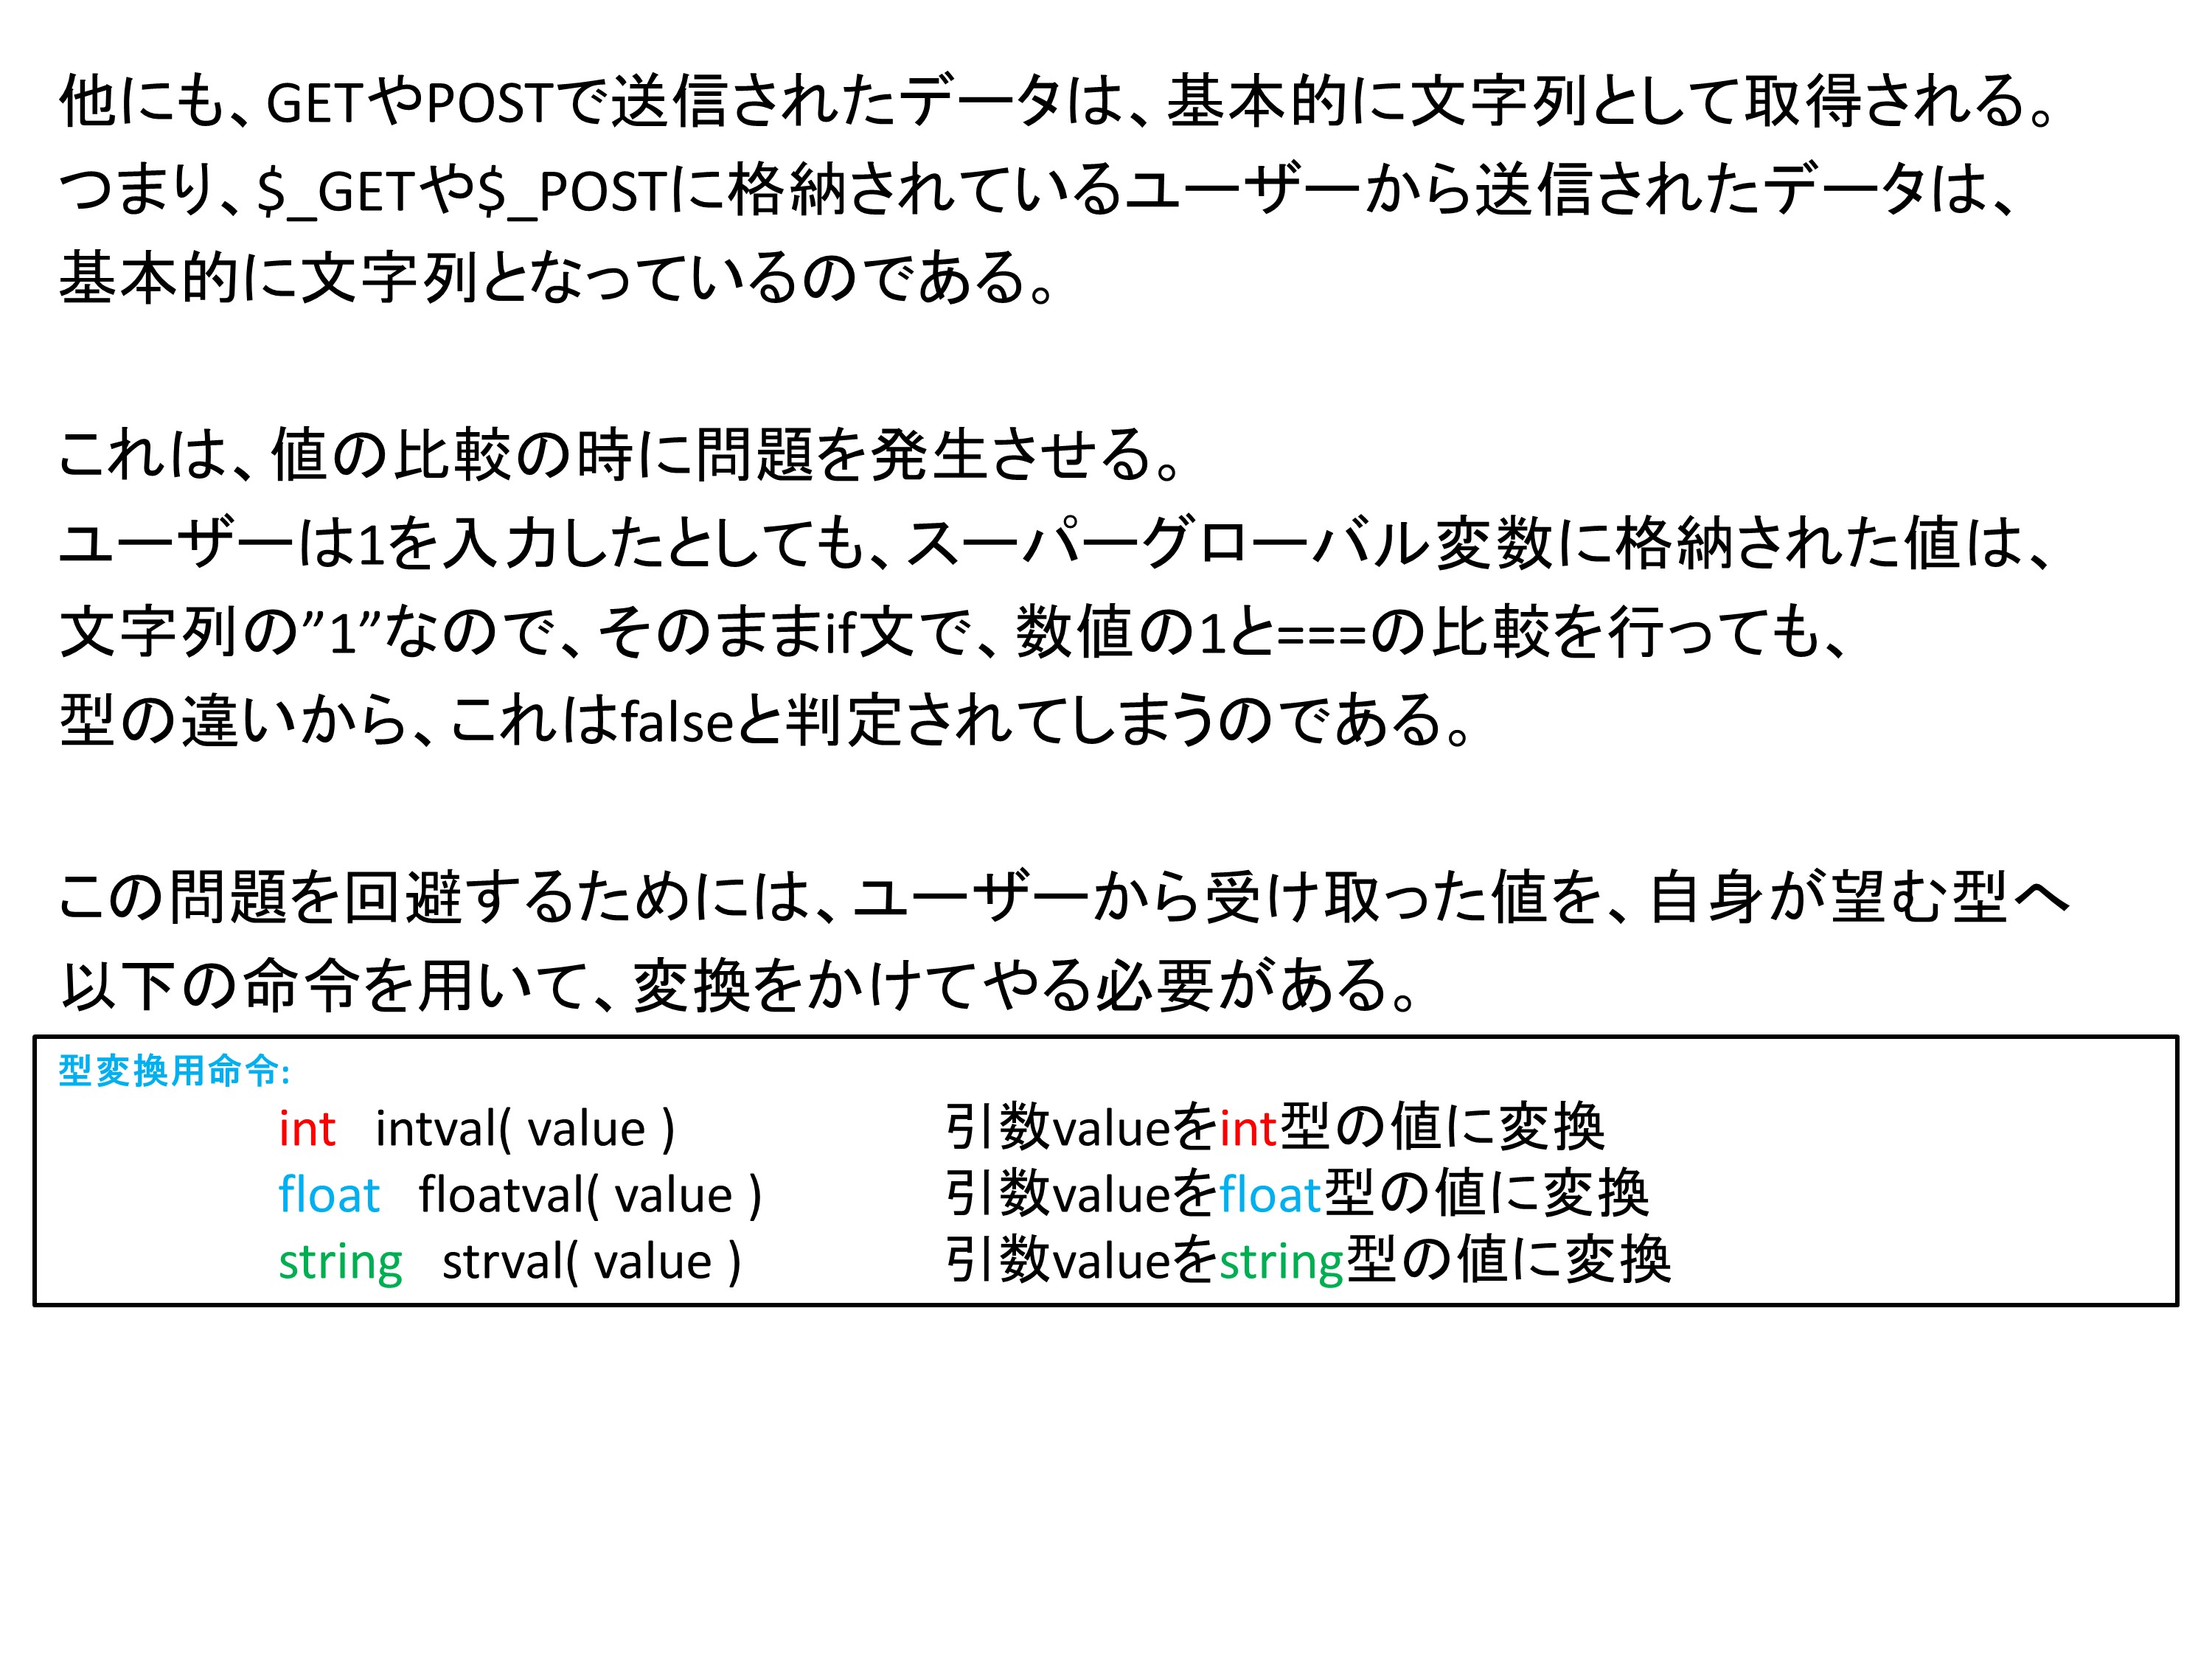 他にも、GETやPOSTで送信されたデータは、基本的に文字列として取得される。
つまり、$_GETや$_POSTに格納されているユーザーから送信されたデータは、
基本的に文字列となっているのである。
これは、値の比較の時に問題を発生させる。
ユーザーは1を入力したとしても、スーパーグローバル変数に格納された値は、
文字列の”1”なので、そのままif文で、数値の1と===の比較を行っても、
型の違いから、これはfalseと判定されてしまうのである。
この問題を回避するためには、ユーザーから受け取った値を、自身が望む型へ
以下の命令を用いて、変換をかけてやる必要がある。
型変換用命令:
int intval( value ) 引数valueをint型の値に変換
float floatval( value ) 引数valueをfloat型の値に変換
string strval( value ) 引数valueをstring型の値に変換